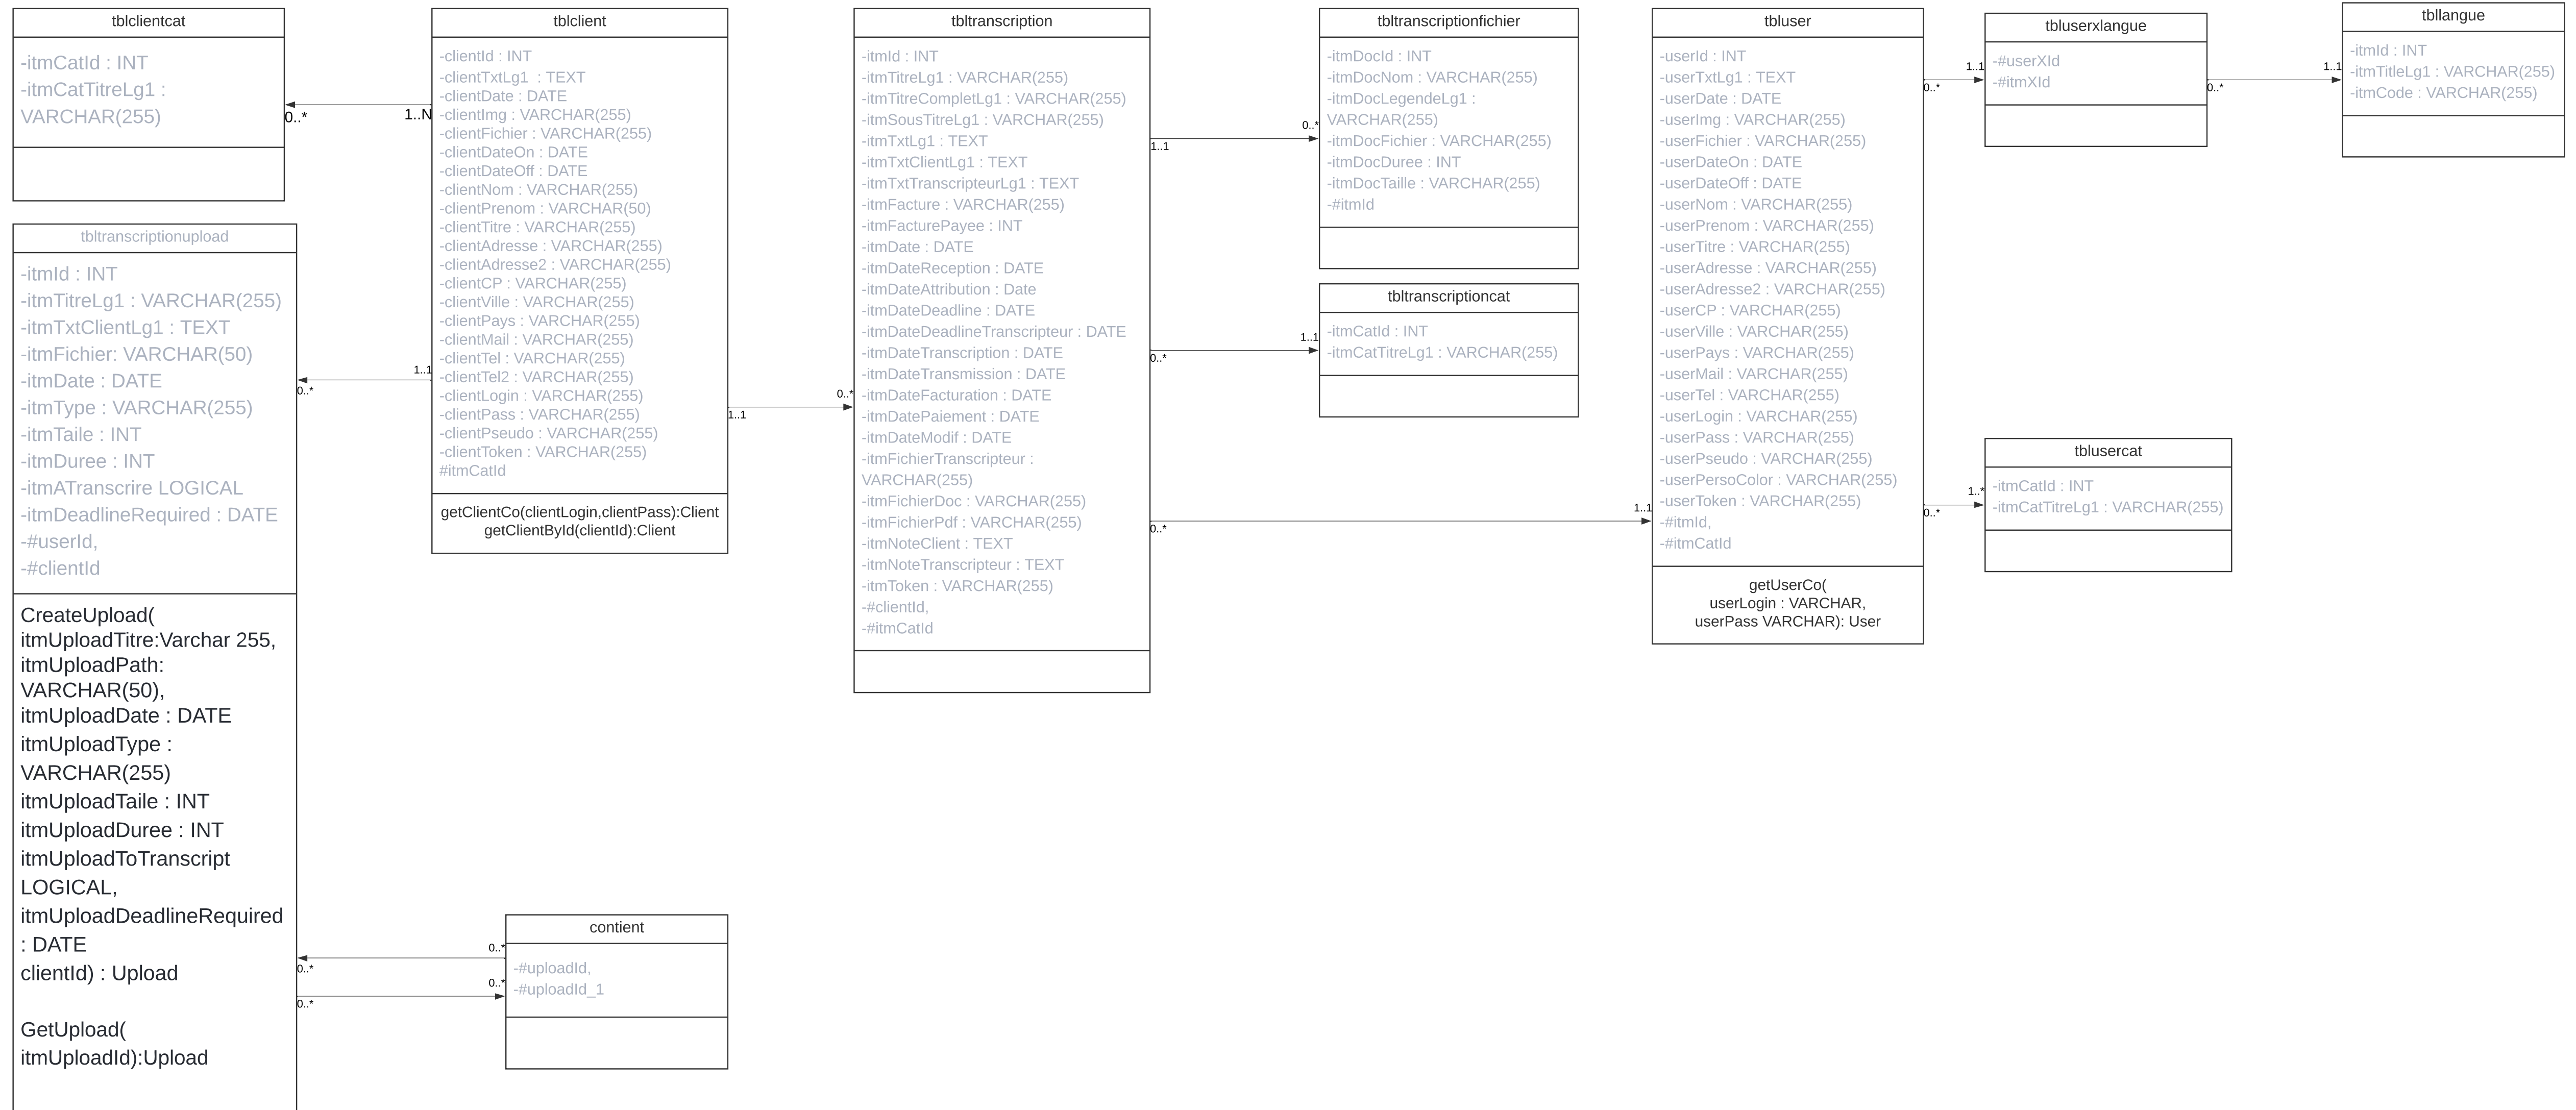 tblclientcat
-itmCatId : INT
-itmCatTitreLg1 :
VARCHAR(255)
0..*
1..N
tbltranscriptionupload
-itmId : INT
-itmTitreLg1 : VARCHAR(255)
-itmTxtClientLg1 : TEXT
-itmFichier: VARCHAR(50)
-itmDate : DATE
-itmType : VARCHAR(255)
-itmTaile : INT
-itmDuree : INT
-itmATranscrire LOGICAL
-itmDeadlineRequired : DATE
-#userId,
-#clientId
CreateUpload(
itmUploadTitre:Varchar 255,
itmUploadPath:
VARCHAR(50),
itmUploadDate : DATE
itmUploadType :
VARCHAR(255)
itmUploadTaile : INT
itmUploadDuree : INT
itmUploadToTranscript
LOGICAL,
itmUploadDeadlineRequired
: DATE
clientId) : Upload
GetUpload(
itmUploadId):Upload
1..1
0..*
0..*
0..*
0..*
0..*
tblclient
-clientId : INT
-clientTxtLg1  : TEXT
-clientDate : DATE
-clientImg : VARCHAR(255)
-clientFichier : VARCHAR(255)
-clientDateOn : DATE
-clientDateOff : DATE
-clientNom : VARCHAR(255)
-clientPrenom : VARCHAR(50)
-clientTitre : VARCHAR(255)
-clientAdresse : VARCHAR(255)
-clientAdresse2 : VARCHAR(255)
-clientCP : VARCHAR(255)
-clientVille : VARCHAR(255)
-clientPays : VARCHAR(255)
-clientMail : VARCHAR(255)
-clientTel : VARCHAR(255)
-clientTel2 : VARCHAR(255)
-clientLogin : VARCHAR(255)
-clientPass : VARCHAR(255)
-clientPseudo : VARCHAR(255)
-clientToken : VARCHAR(255)
#itmCatId
getClientCo(clientLogin,clientPass):Client
getClientById(clientId):Client
contient
-#uploadId,
-#uploadId_1
0..*
1..1
tbltranscription
-itmId : INT
-itmTitreLg1 : VARCHAR(255)
-itmTitreCompletLg1 : VARCHAR(255)
-itmSousTitreLg1 : VARCHAR(255)
-itmTxtLg1 : TEXT
-itmTxtClientLg1 : TEXT
-itmTxtTranscripteurLg1 : TEXT
-itmFacture : VARCHAR(255)
-itmFacturePayee : INT
-itmDate : DATE
-itmDateReception : DATE
-itmDateAttribution : Date
-itmDateDeadline : DATE
-itmDateDeadlineTranscripteur : DATE
-itmDateTranscription : DATE
-itmDateTransmission : DATE
-itmDateFacturation : DATE
-itmDatePaiement : DATE
-itmDateModif : DATE
-itmFichierTranscripteur :
VARCHAR(255)
-itmFichierDoc : VARCHAR(255)
-itmFichierPdf : VARCHAR(255)
-itmNoteClient : TEXT
-itmNoteTranscripteur : TEXT
-itmToken : VARCHAR(255)
-#clientId,
-#itmCatId
0..*
1..1
1..1
0..*
1..1
0..*
tbltranscriptionfichier
-itmDocId : INT
-itmDocNom : VARCHAR(255)
-itmDocLegendeLg1 :
VARCHAR(255)
-itmDocFichier : VARCHAR(255)
-itmDocDuree : INT
-itmDocTaille : VARCHAR(255)
-#itmId
tbltranscriptioncat
-itmCatId : INT
-itmCatTitreLg1 : VARCHAR(255)
tbluser
-userId : INT
-userTxtLg1 : TEXT
-userDate : DATE
-userImg : VARCHAR(255)
-userFichier : VARCHAR(255)
-userDateOn : DATE
-userDateOff : DATE
-userNom : VARCHAR(255)
-userPrenom : VARCHAR(255)
-userTitre : VARCHAR(255)
-userAdresse : VARCHAR(255)
-userAdresse2 : VARCHAR(255)
-userCP : VARCHAR(255)
-userVille : VARCHAR(255)
-userPays : VARCHAR(255)
-userMail : VARCHAR(255)
-userTel : VARCHAR(255)
-userLogin : VARCHAR(255)
-userPass : VARCHAR(255)
-userPseudo : VARCHAR(255)
-userPersoColor : VARCHAR(255)
-userToken : VARCHAR(255)
-#itmId,
-#itmCatId
getUserCo(
userLogin : VARCHAR,
userPass VARCHAR): User
1..1
0..*
1..*
0..*
tbluserxlangue
-#userXId
-#itmXId
1..1
0..*
tbllangue
-itmId : INT
-itmTitleLg1 : VARCHAR(255)
-itmCode : VARCHAR(255)
tblusercat
-itmCatId : INT
-itmCatTitreLg1 : VARCHAR(255)